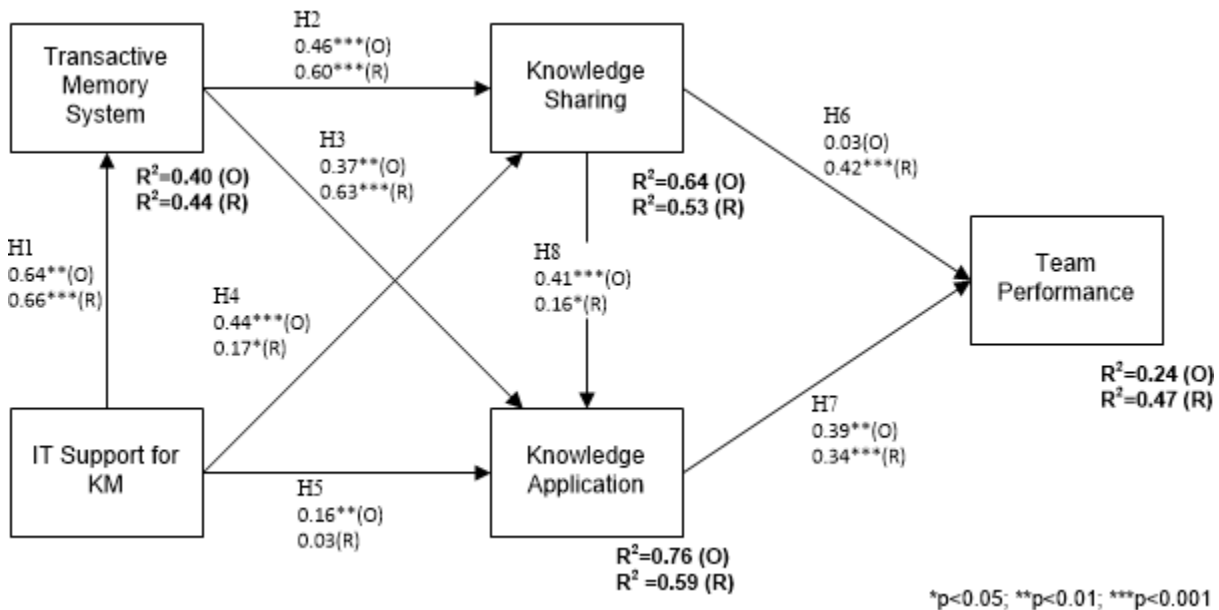 Transactive
Memory
System
H2
0.46***(O)
0.60***(R)
Knowledge
Sharing
H3
0.37**(O)
0.63***(R)
R²=0.40 (O)
R²=0.44 (R)
R²=0.64 (O)
R²=0.53 (R)
H6
0.03(O)
0.42***(R)
H1
0.64**(O)
0.66***(R)
H4
0.44***(O)
0.17*(R)
H8
0.41***(O)
0.16*(R)
Team
Performance
R²=0.24 (O)
R²=0.47 (R)
IT Support for
KM
H5
0.16**(O)
0.03(R)
Knowledge
Application
H7
0.39**(O)
0.34***(R)
R²=0.76 (O)
R² =0.59 (R)
*p<0.05; **p<0.01; ***p<0.001